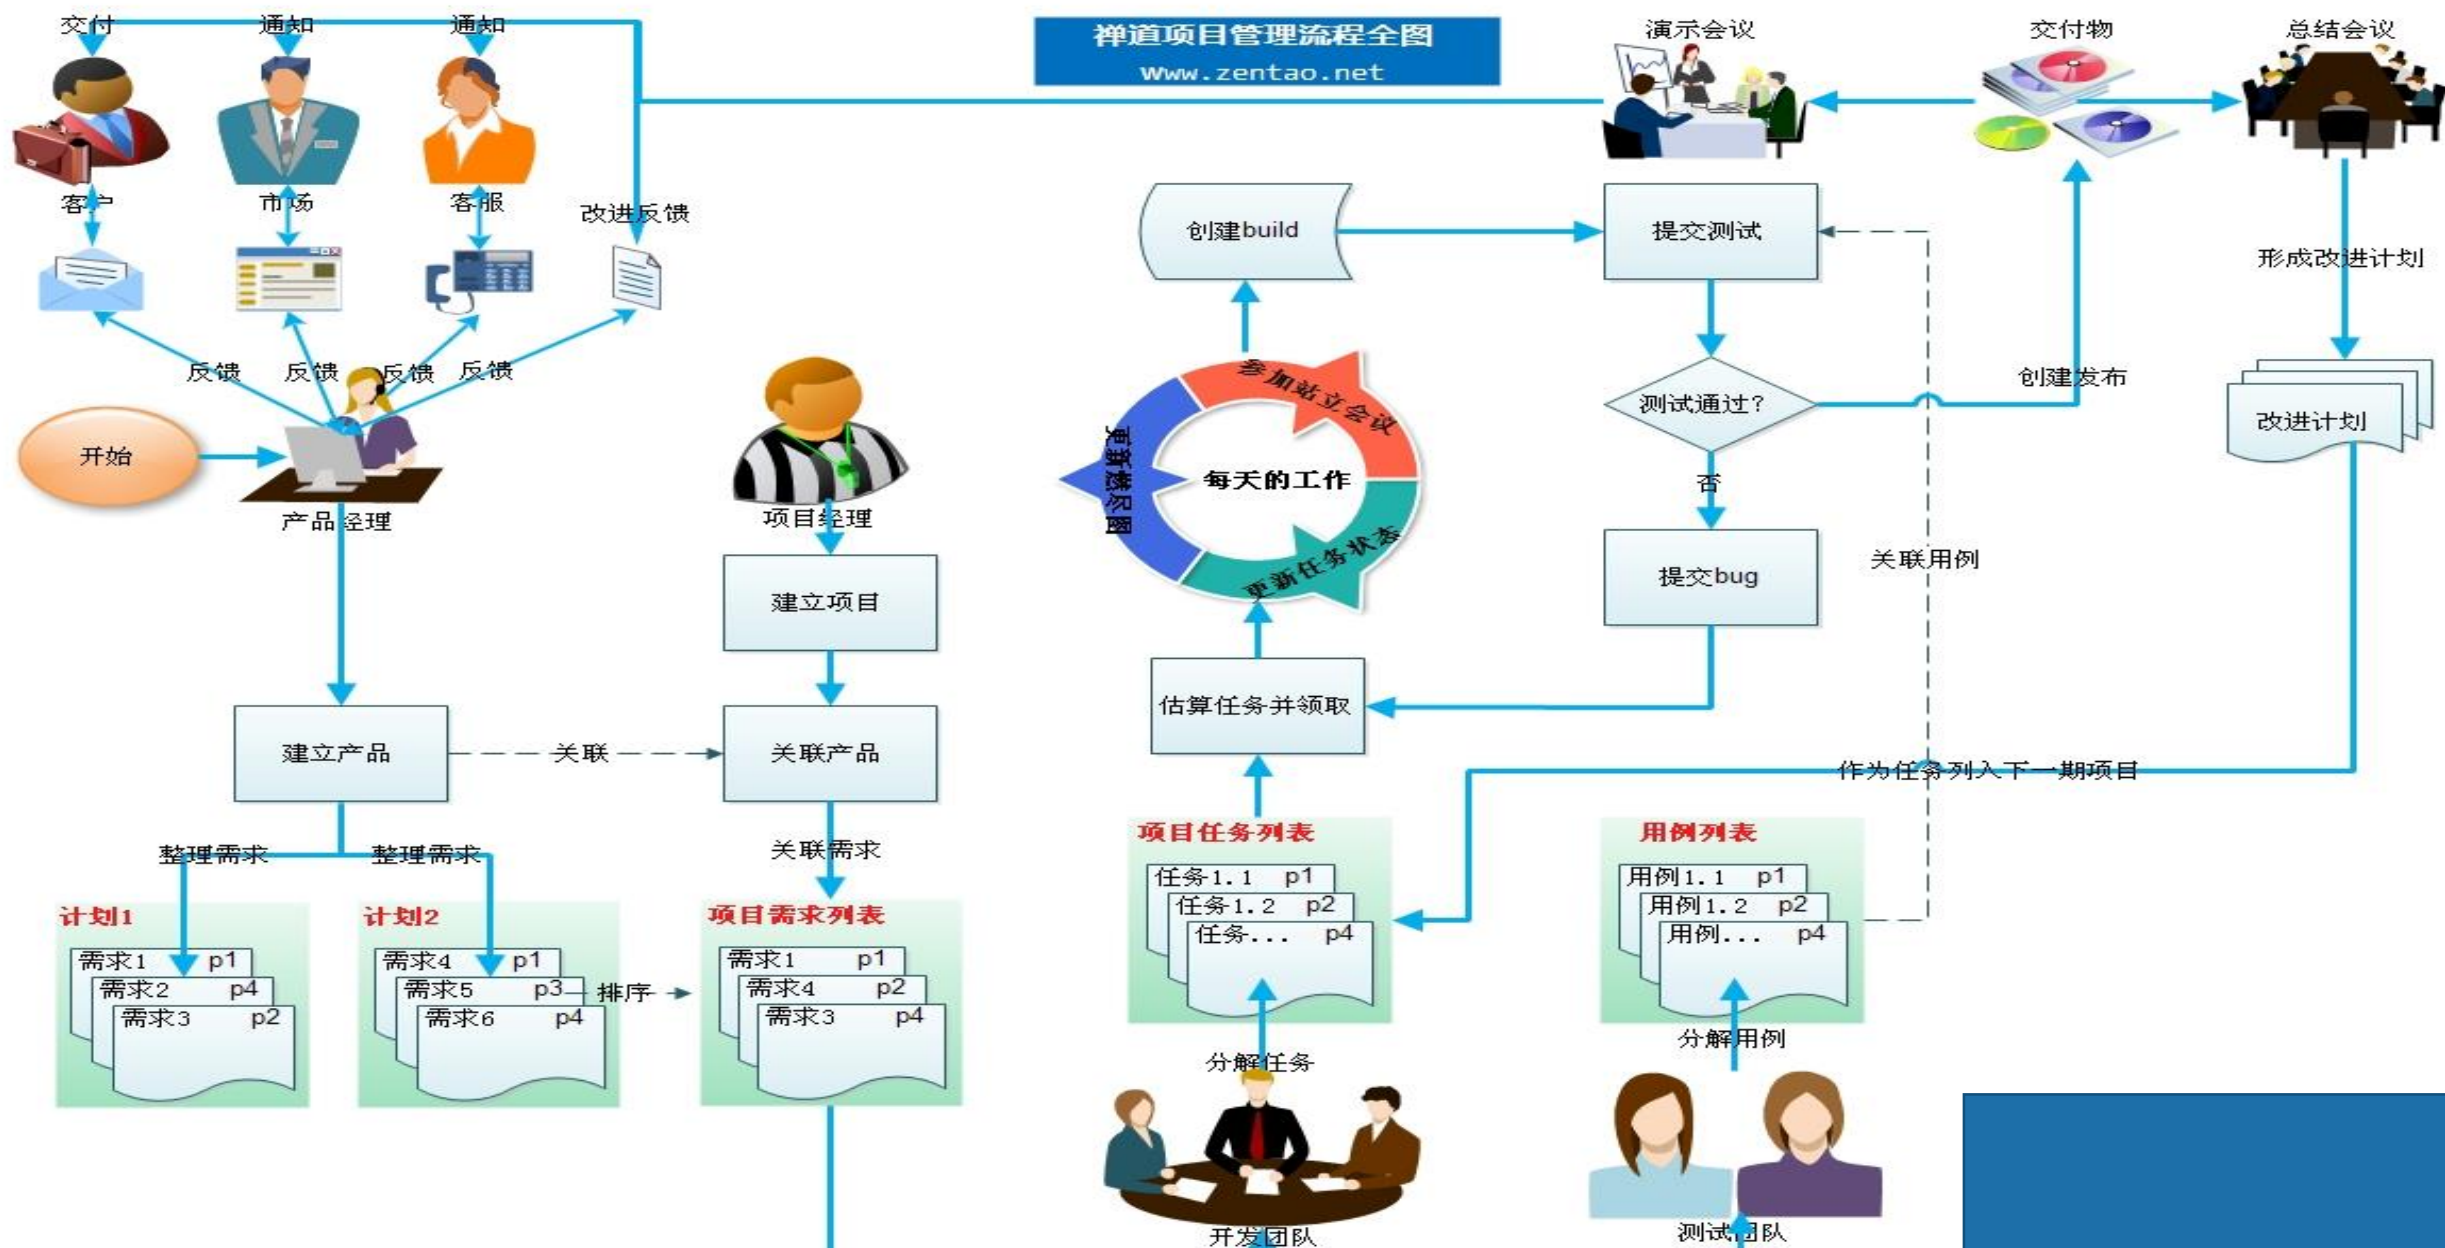 禅道项目管理流程全图
Www.zentao.net
交付
通知
通知
演示会议
交付物
总结会议
客户
市场
客服
改进反馈
创建build
提交测试
形成改进计划
反馈
反馈
反馈
反馈
参加站立会议
创建发布
测试通过?
改进计划
开始
更新燃尽图
每天的工作
否
产品经理
项目经理
更新任务状态
关联用例
提交bug
建立项目
估算任务并领取
建立产品
关联
关联产品
作为任务列入下一期项目
整理需求
整理需求
关联需求
项目任务列表
用例列表
任务1.1 p1
任务1.2 p2
任务... p4
用例1.1 p1
用例1.2 p2
用例... p4
计划1
计划2
项目需求列表
需求1 p1
需求2 p4
需求3 p2
需求4 p1
需求5 p3
需求6 p4
排序
需求1 p1
需求4 p2
需求3 p4
分解任务
分解用例
开发团队
测试团队